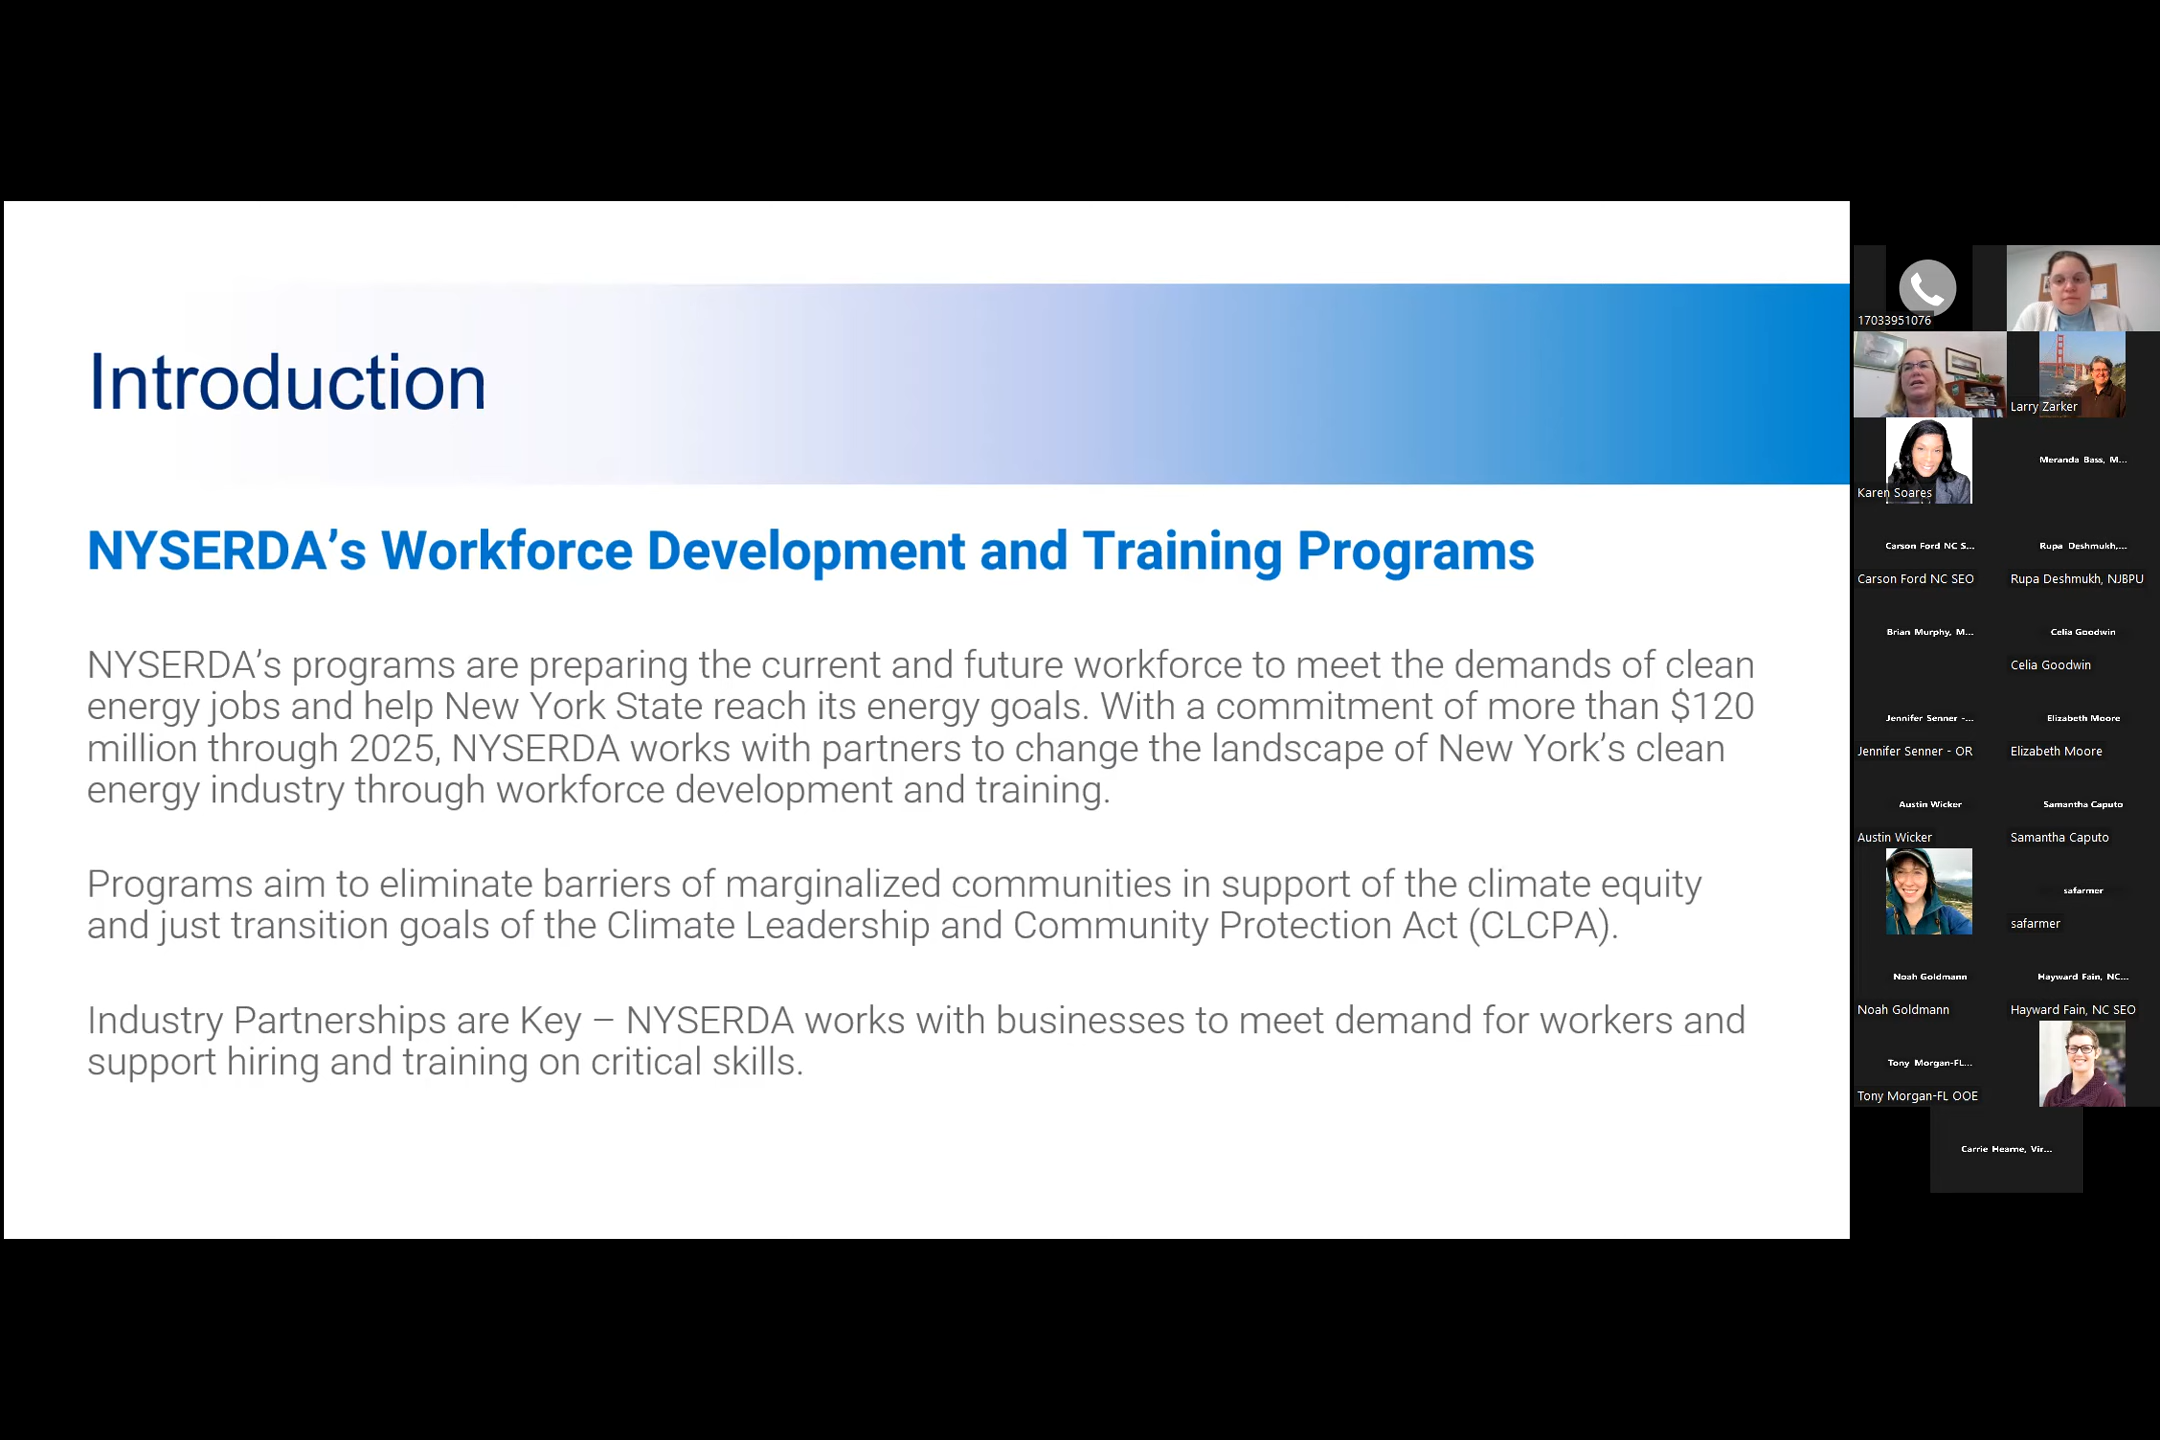 Introduction
NYSERDA’s Workforce Development and Training Programs
NYSERDA’s programs are preparing the current and future workforce to meet the demands of clean
energy jobs and help New York State reach its energy goals. With a commitment of more than $120
million through 2025, NYSERDA works with partners to change the landscape of New York’s clean
energy industry through workforce development and training.
Programs aim to eliminate barriers of marginalized communities in support of the climate equity
and just transition goals of the Climate Leadership and Community Protection Act (CLCPA).
Industry Partnerships are Key – NYSERDA works with businesses to meet demand for workers and
support hiring and training on critical skills.
17033951076
Larry Zarker
Karen Soares
Meranda Bass, M...
Carson Ford NC S...
Carson Ford NC SEO
Rupa Deshmukh,...
Rupa Deshmukh, NJBPU
Brian Murphy, M...
Celia Goodwin
Celia Goodwin
Jennifer Senner -...
Jennifer Senner - OR
Elizabeth Moore
Elizabeth Moore
Austin Wicker
Austin Wicker
Samantha Caputo
Samantha Caputo
safarmer
safarmer
Noah Goldmann
Noah Goldmann
Hayward Fain, NC...
Hayward Fain, NC SEO
Tony Morgan-FL...
Tony Morgan-FL OOE
Carrie Hearne, Vir...